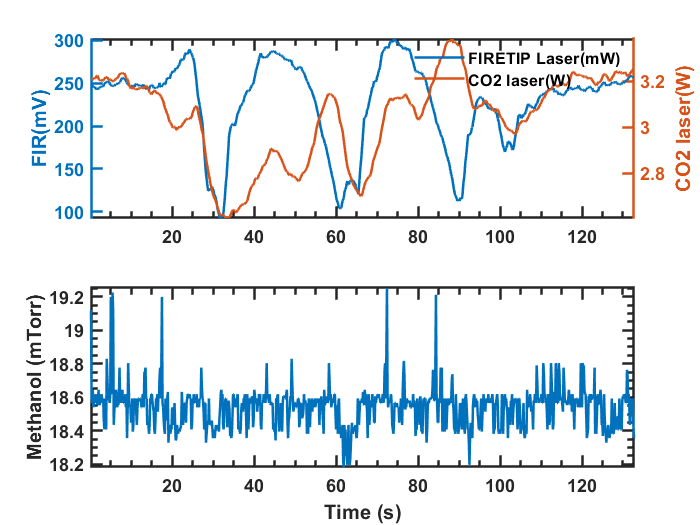 300
250
200
150
100
FIR(mV)
FIRETIP Laser(mW)
CO2 laser(W)
3.2
3
2.8
CO2 laser(W)
20 40 60 80 100 120
19.2
19
18.8
18.6
18.4
18.2
Methanol (mTorr)
20 40 60 80 100 120
Time (s)